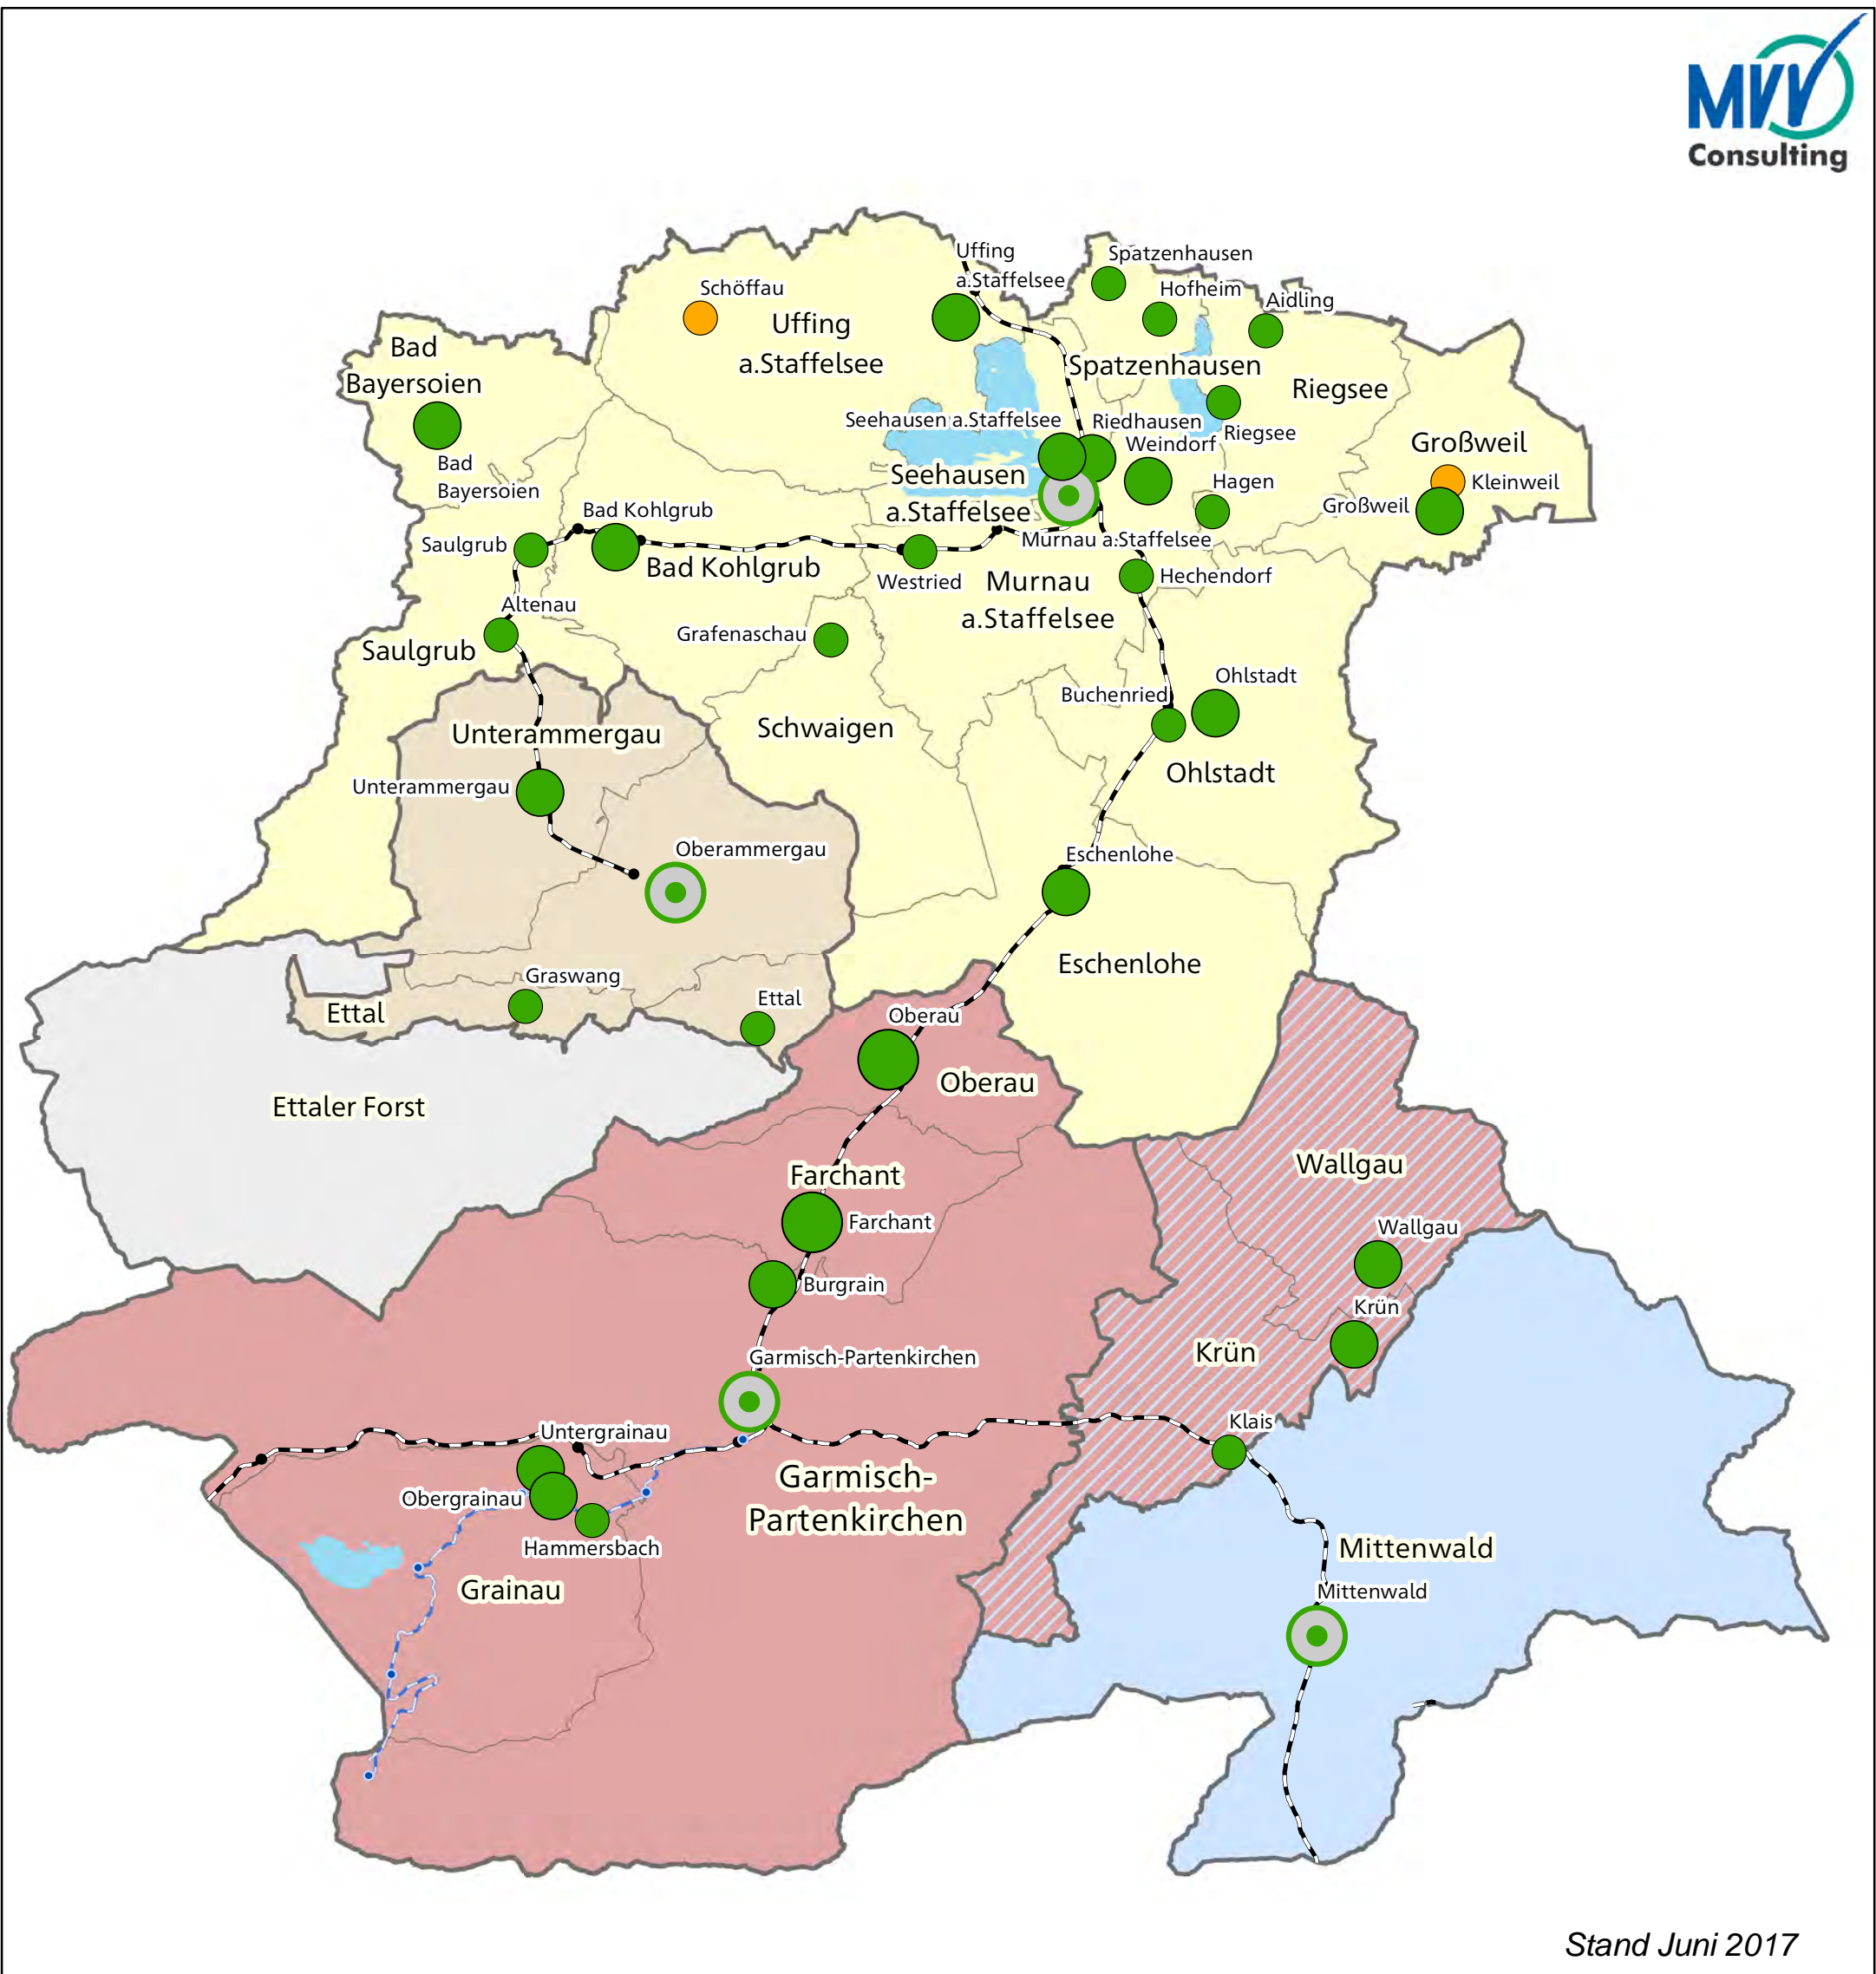 MVV
Consulting
Uffing
a.Staffelsee
Spatzenhausen
Schöffau
Hofheim
Aidling
Uffing
a.Staffelsee
Bad
Bayersoien
Spatzenhausen
Riegsee
Seehausen a.Staffelsee
Riedhausen
Riegsee
Weindorf
Großweil
Bad
Bayersoien
Seehausen
a.Staffelsee
Hagen
Kleinweil
Großweil
Bad Kohlgrub
Saulgrub
Murnau a.Staffelsee
Bad Kohlgrub
Westried
Murnau
a.Staffelsee
Hechendorf
Altenau
Grafenaschau
Saulgrub
Ohlstadt
Buchenried
Unterammergau
Schwaigen
Ohlstadt
Unterammergau
Oberammergau
Eschenlohe
Eschenlohe
Graswang
Ettal
Ettal
Oberau
Oberau
Ettaler Forst
Farchant
Wallgau
Farchant
Wallgau
Burgrain
Krün
Krün
Garmisch-Partenkirchen
Klais
Untergrainau
Garmisch-
Partenkirchen
Obergrainau
Hammersbach
Mittenwald
Grainau
Mittenwald
Stand Juni 2017